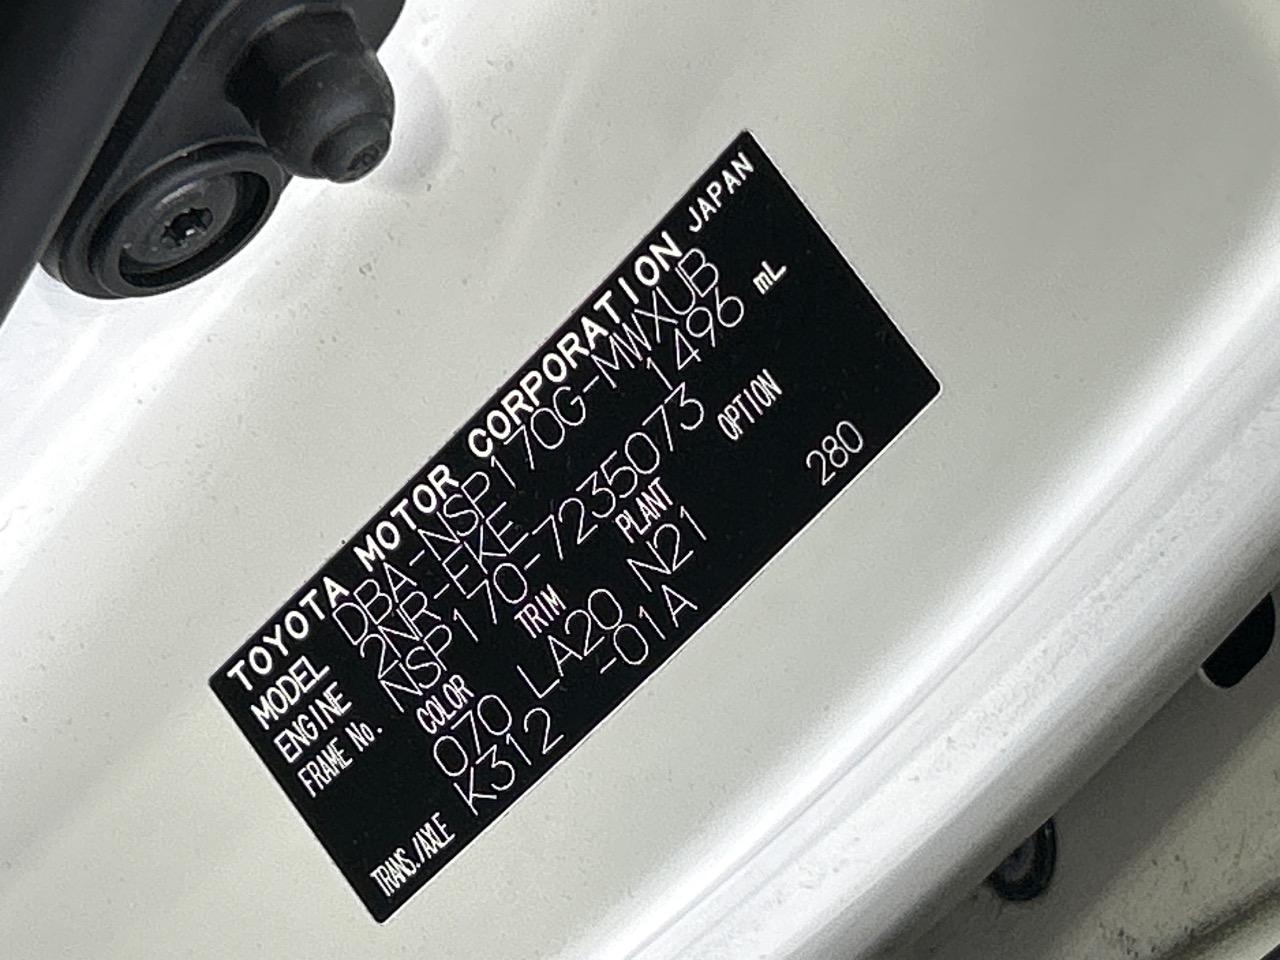 TOYOTA MOTOR CORPORATION JAPAN
MODEL DBA-NSP170G-MWXUB
ENGINE 2NR-FKE 1496 mL
FRAME No. NSP170-7235073
COLOR TRIM PLANT OPTION
070 LA20 N21 280
TRANS./AXLE K312 -01A